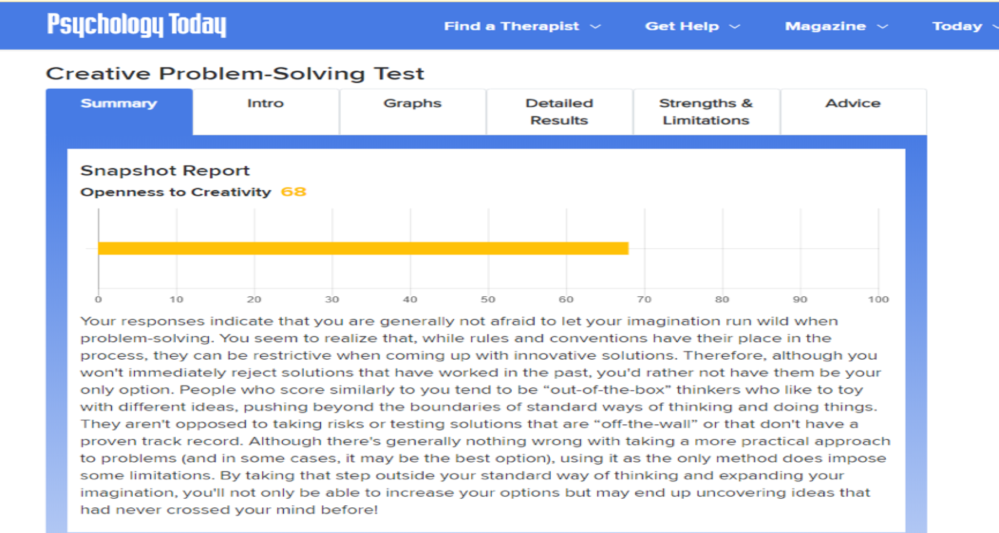 Psychology Today
Find a Therapist
Get Help
Magazine
Today
Creative Problem-Solving Test
Summary
Intro
Graphs
Detailed
Results
Strengths &
Limitations
Advice
Snapshot Report
Openness to Creativity 68
0 10 20 30 40 50 60 70 80 90 100
Your responses indicate that you are generally not afraid to let your imagination run wild when
problem-solving. You seem to realize that, while rules and conventions have their place in the
process, they can be restrictive when coming up with innovative solutions. Therefore, although you
won't immediately reject solutions that have worked in the past, you'd rather not have them be your
only option. People who score similarly to you tend to be “out-of-the-box” thinkers who like to toy
with different ideas, pushing beyond the boundaries of standard ways of thinking and doing things.
They aren't opposed to taking risks or testing solutions that are “off-the-wall” or that don't have a
proven track record. Although there's generally nothing wrong with taking a more practical approach
to problems (and in some cases, it may be the best option), using it as the only method does impose
some limitations. By taking that step outside your standard way of thinking and expanding your
imagination, you'll not only be able to increase your options but may end up uncovering ideas that
had never crossed your mind before!